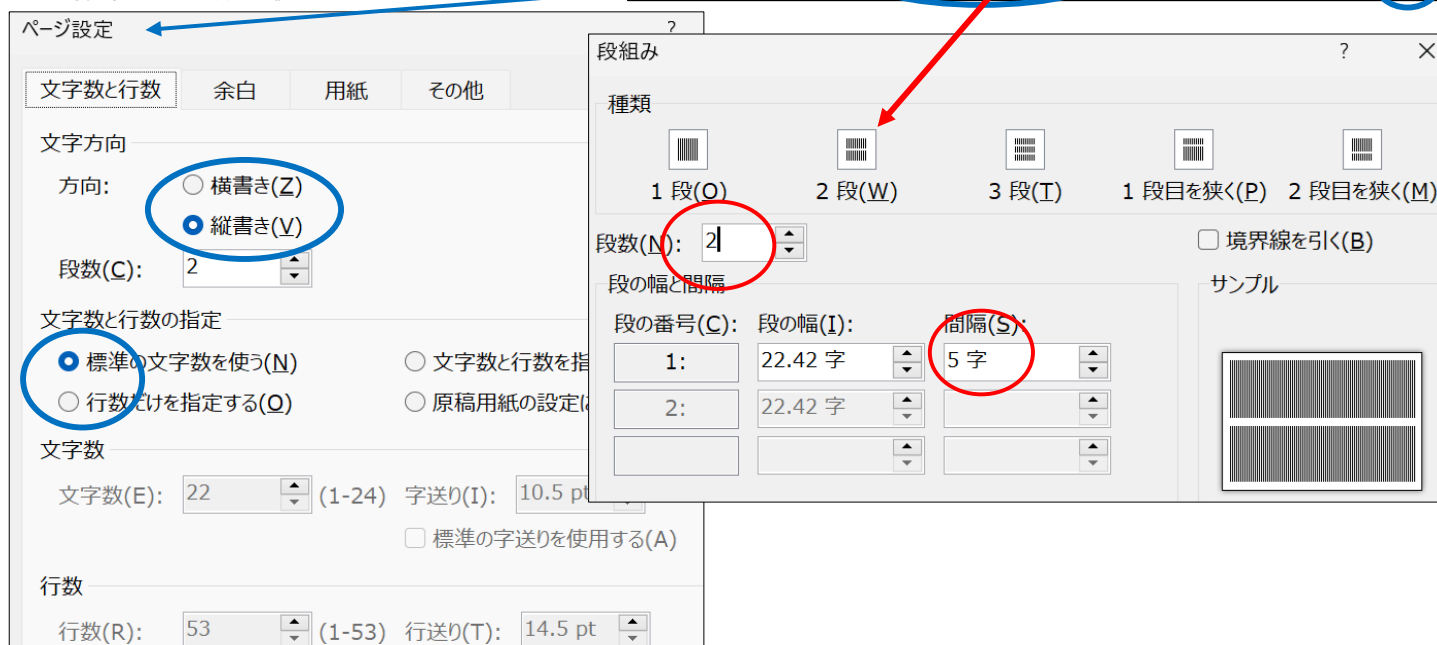 ページ設定
?
文字数と行数
余白
用紙
その他
文字方向
方向:
横書き(Z)
縦書き(V)
段数(C):
2
文字数と行数の指定
標準の文字数を使う(N)
文字数と行数を指
行数だけを指定する(O)
原稿用紙の設定に
文字数
文字数(E):
22
(1-24)
字送り(I):
10.5 pt
標準の字送りを使用する(A)
行数
行数(R):
53
(1-53)
行送り(T):
14.5 pt
段組み
?
種類
1 段(O)
2 段(W)
3 段(T)
1 段目を狭く(P)
2 段目を狭く(M)
段数(N):
2
境界線を引く(B)
段の幅と間隔
サンプル
段の番号(C):
段の幅(I):
間隔(S):
1:
22.42 字
5 字
2:
22.42 字